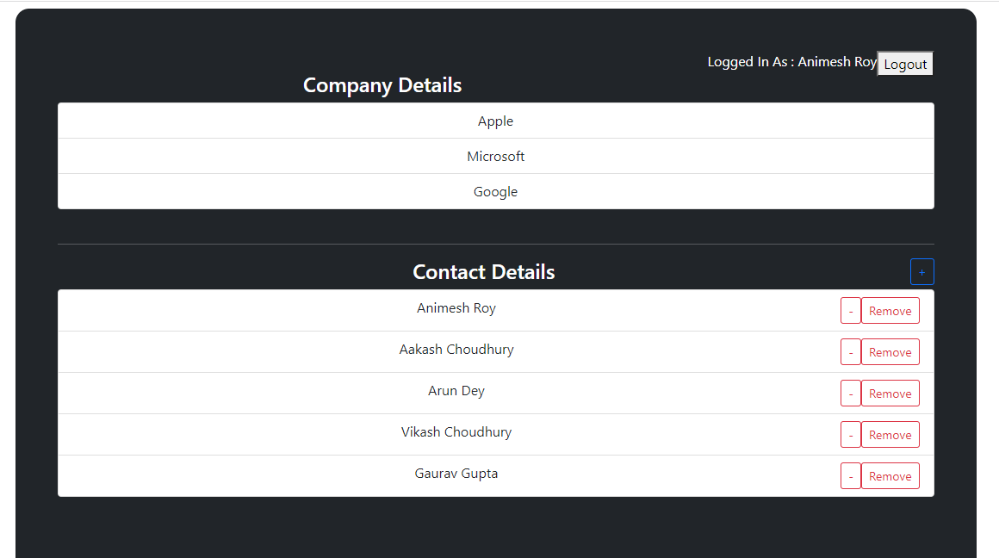 Logged In As : Animesh Roy Logout
Company Details
Apple
Microsoft
Google
Contact Details +
Animesh Roy - Remove
Aakash Choudhury - Remove
Arun Dey - Remove
Vikash Choudhury - Remove
Gaurav Gupta - Remove